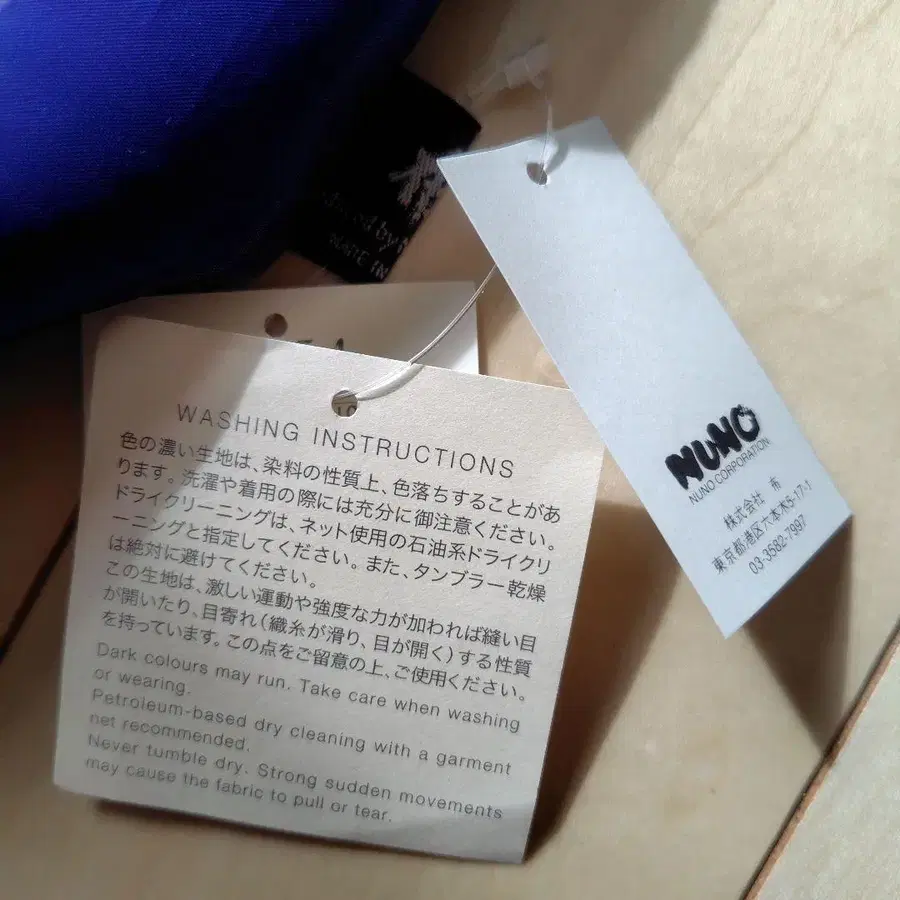 WASHING INSTRUCTIONS
色の濃い生地は、染料の性質上、色落ちすることがあ
ります。洗濯や着用の際には充分に御注意ください。
ドライクリーニングは、ネット使用の石油系ドライクリ
ーニングと指定してください。また、タンブラー乾燥
は絶対に避けてください。
この生地は、激しい運動や強度な力が加われば縫い目
が開いたり、目寄れ(織糸が滑り、目が開く)する性質
を持っています。この点をご留意の上、ご使用ください。
Dark colours may run. Take care when washing
or wearing.
Petroleum-based dry cleaning with a garment
net recommended.
Never tumble dry. Strong sudden movements
may cause the fabric to pull or tear.
NUNO
NUNO CORPORATION
株式会社 布
東京都港区六本木5-17-1
03-3582-7997